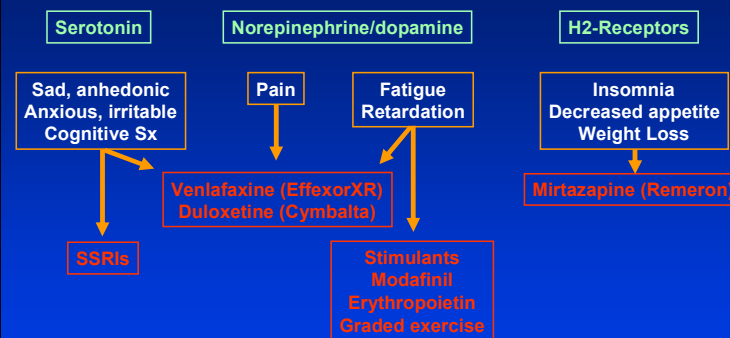 Serotonin
Norepinephrine/dopamine
H2-Receptors
Sad, anhedonic
Anxious, irritable
Cognitive Sx
Pain
Fatigue
Retardation
Insomnia
Decreased appetite
Weight Loss
Venlafaxine (EffexorXR)
Duloxetine (Cymbalta)
Mirtazapine (Remeron)
SSRIs
Stimulants
Modafinil
Erythropoietin
Graded exercise